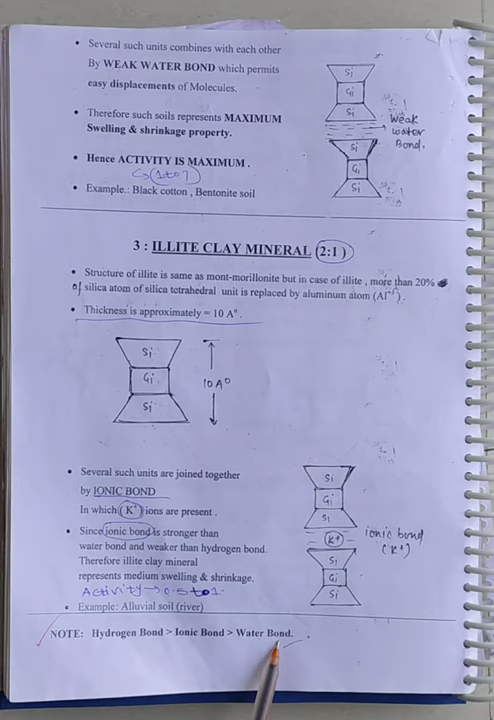 • Several such units combines with each other
By WEAK WATER BOND which permits
easy displacements of Molecules.
Si
Gi
Si
Weak
water
Bond.
Si
Gi
Si
• Therefore such soils represents MAXIMUM
Swelling & shrinkage property.
• Hence ACTIVITY IS MAXIMUM .
(1 to 7)
• Example.: Black cotton , Bentonite soil
3 : ILLITE CLAY MINERAL (2:1)
• Structure of illite is same as mont-morillonite but in case of illite , more than 20%
of silica atom of silica tetrahedral unit is replaced by aluminum atom (Al⁺³).
• Thickness is approximately = 10 A°.
Si
Gi
Si
10A°
• Several such units are joined together
by IONIC BOND
In which (K⁺) ions are present .
• Since ionic bond is stronger than
water bond and weaker than hydrogen bond.
Therefore illite clay mineral
represents medium swelling & shrinkage.
Activity → 0.5 to 1.
• Example: Alluvial soil (river)
Si
Gi
Si
K+
ionic bond
(K+)
Si
Gi
Si
NOTE: Hydrogen Bond > Ionic Bond > Water Bond.